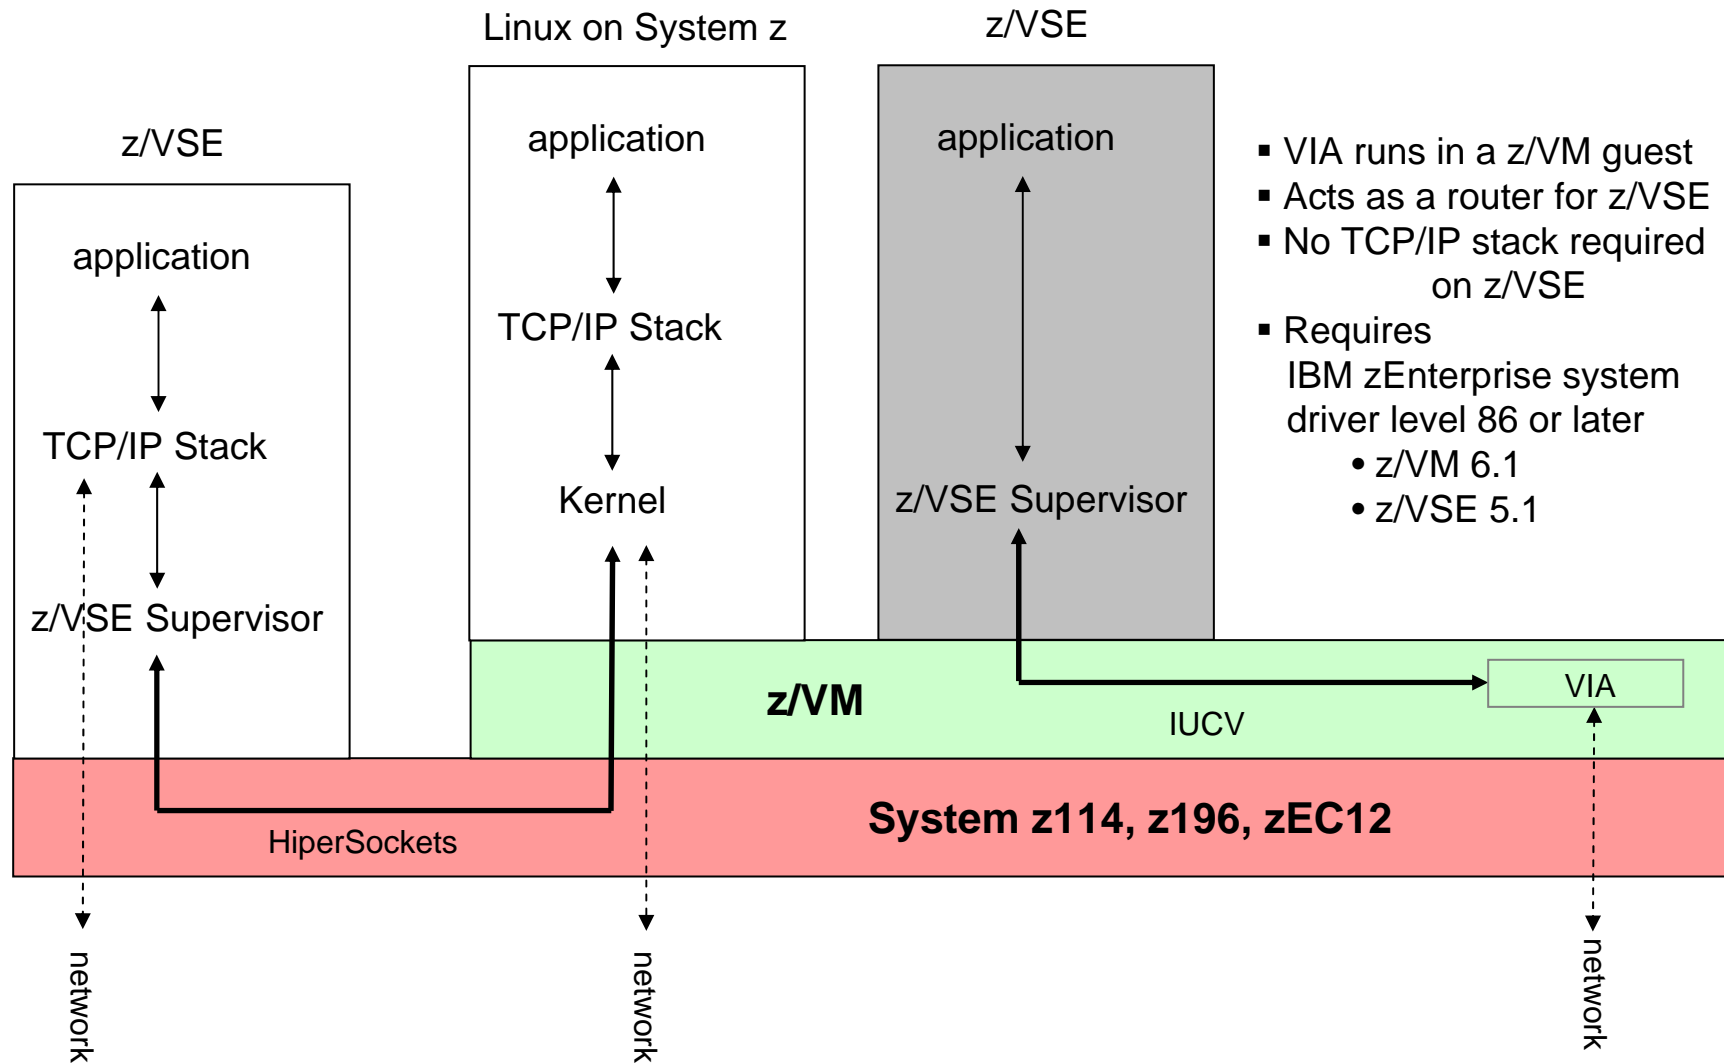 Linux on System z
z/VSE
z/VSE
application
TCP/IP Stack
z/VSE Supervisor
application
TCP/IP Stack
Kernel
application
z/VSE Supervisor
▪ VIA runs in a z/VM guest
▪ Acts as a router for z/VSE
▪ No TCP/IP stack required
on z/VSE
▪ Requires
IBM zEnterprise system
driver level 86 or later
• z/VM 6.1
• z/VSE 5.1
z/VM
IUCV
VIA
HiperSockets
System z114, z196, zEC12
network
network
network